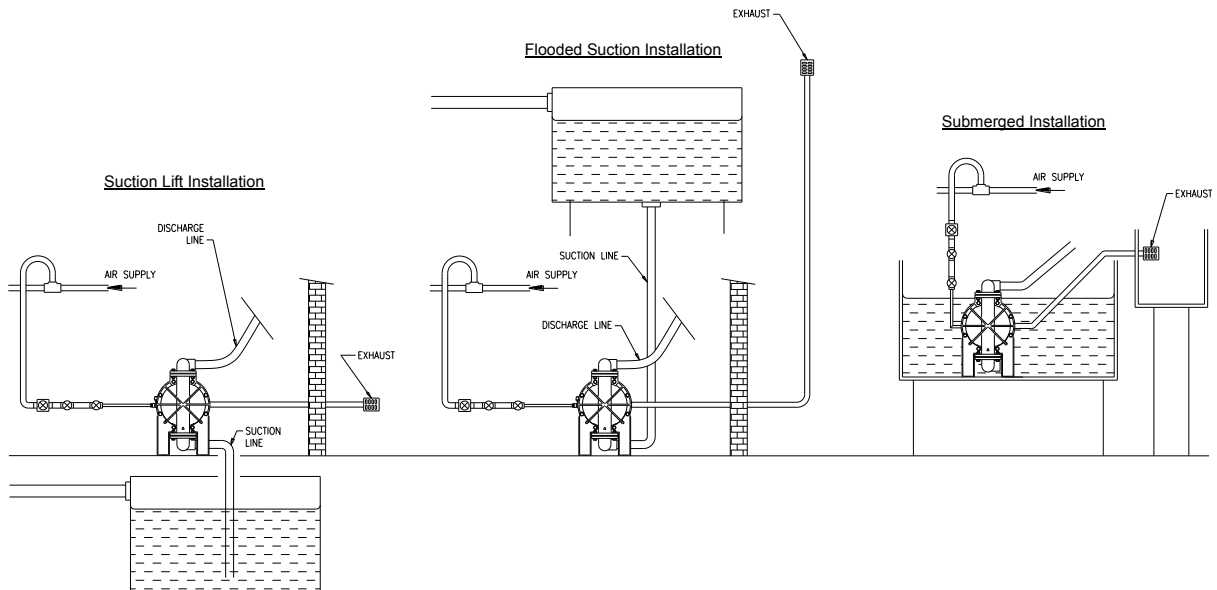 Suction Lift Installation
DISCHARGE
LINE
AIR SUPPLY
EXHAUST
SUCTION
LINE
Flooded Suction Installation
EXHAUST
SUCTION LINE
AIR SUPPLY
DISCHARGE LINE
Submerged Installation
AIR SUPPLY
EXHAUST